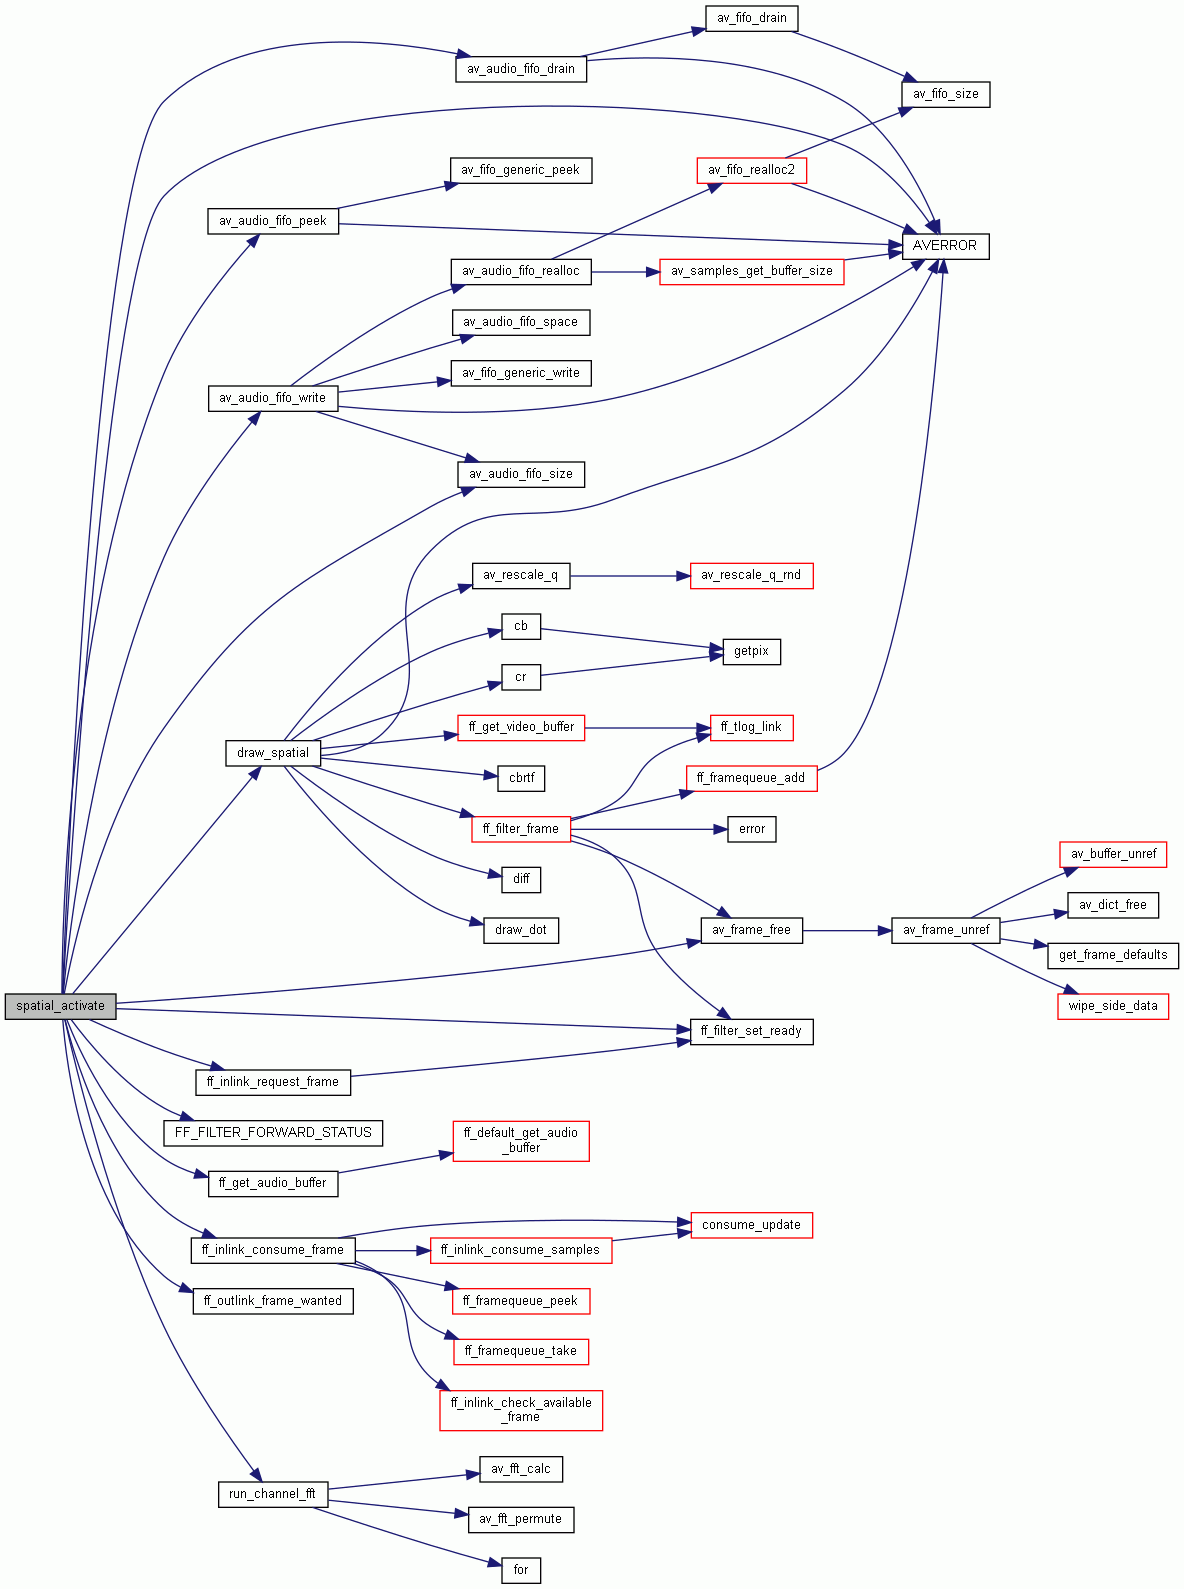 av_fifo_drain
av_audio_fifo_drain
av_fifo_size
av_fifo_generic_peek
av_fifo_realloc2
av_audio_fifo_peek
AVERROR
av_audio_fifo_realloc
av_samples_get_buffer_size
av_audio_fifo_space
av_fifo_generic_write
av_audio_fifo_write
av_audio_fifo_size
av_rescale_q
av_rescale_q_rnd
cb
getpix
cr
ff_get_video_buffer
ff_tlog_link
draw_spatial
cbrtf
ff_framequeue_add
ff_filter_frame
error
av_buffer_unref
diff
av_dict_free
draw_dot
av_frame_free
av_frame_unref
get_frame_defaults
spatial_activate
wipe_side_data
ff_filter_set_ready
ff_inlink_request_frame
FF_FILTER_FORWARD_STATUS
ff_default_get_audio
_buffer
ff_get_audio_buffer
consume_update
ff_inlink_consume_frame
ff_inlink_consume_samples
ff_outlink_frame_wanted
ff_framequeue_peek
ff_framequeue_take
ff_inlink_check_available
_frame
av_fft_calc
run_channel_fft
av_fft_permute
for